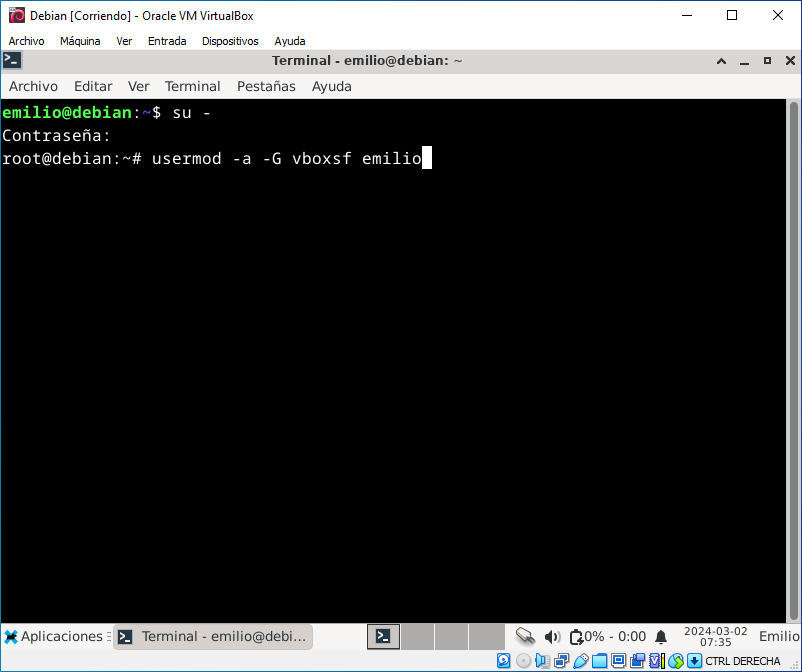 Debian [Corriendo] - Oracle VM VirtualBox
Archivo Máquina Ver Entrada Dispositivos Ayuda
Terminal - emilio@debian: ~
Archivo Editar Ver Terminal Pestañas Ayuda
emilio@debian:~$ su -
Contraseña:
root@debian:~# usermod -a -G vboxsf emilio
Aplicaciones Terminal - emilio@debi... 0% - 0:00 2024-03-02 Emilio
07:35
CTRL DERECHA